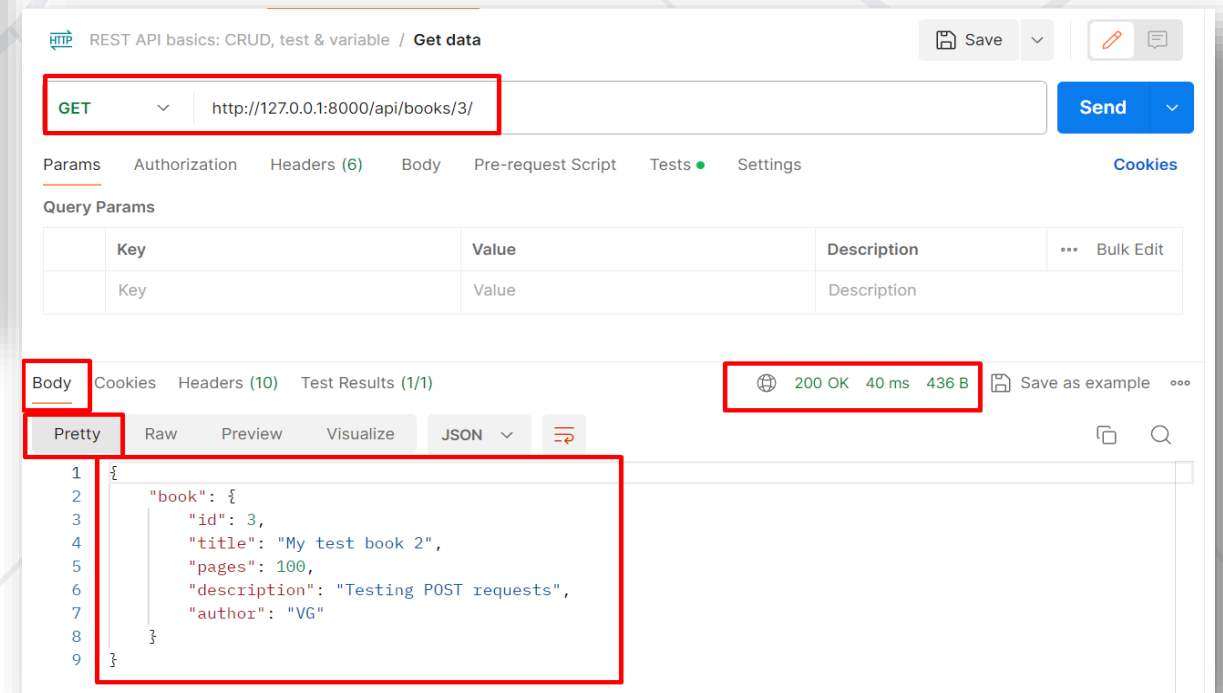 HTTP REST API basics: CRUD, test & variable / Get data Save
GET http://127.0.0.1:8000/api/books/3/ Send
Params Authorization Headers (6) Body Pre-request Script Tests Settings Cookies
Query Params
Key Value Description Bulk Edit
Key Value Description
Body Cookies Headers (10) Test Results (1/1) 200 OK 40 ms 436 B Save as example
Pretty Raw Preview Visualize JSON
1 {
2 "book": {
3 "id": 3,
4 "title": "My test book 2",
5 "pages": 100,
6 "description": "Testing POST requests",
7 "author": "VG"
8 }
9 }